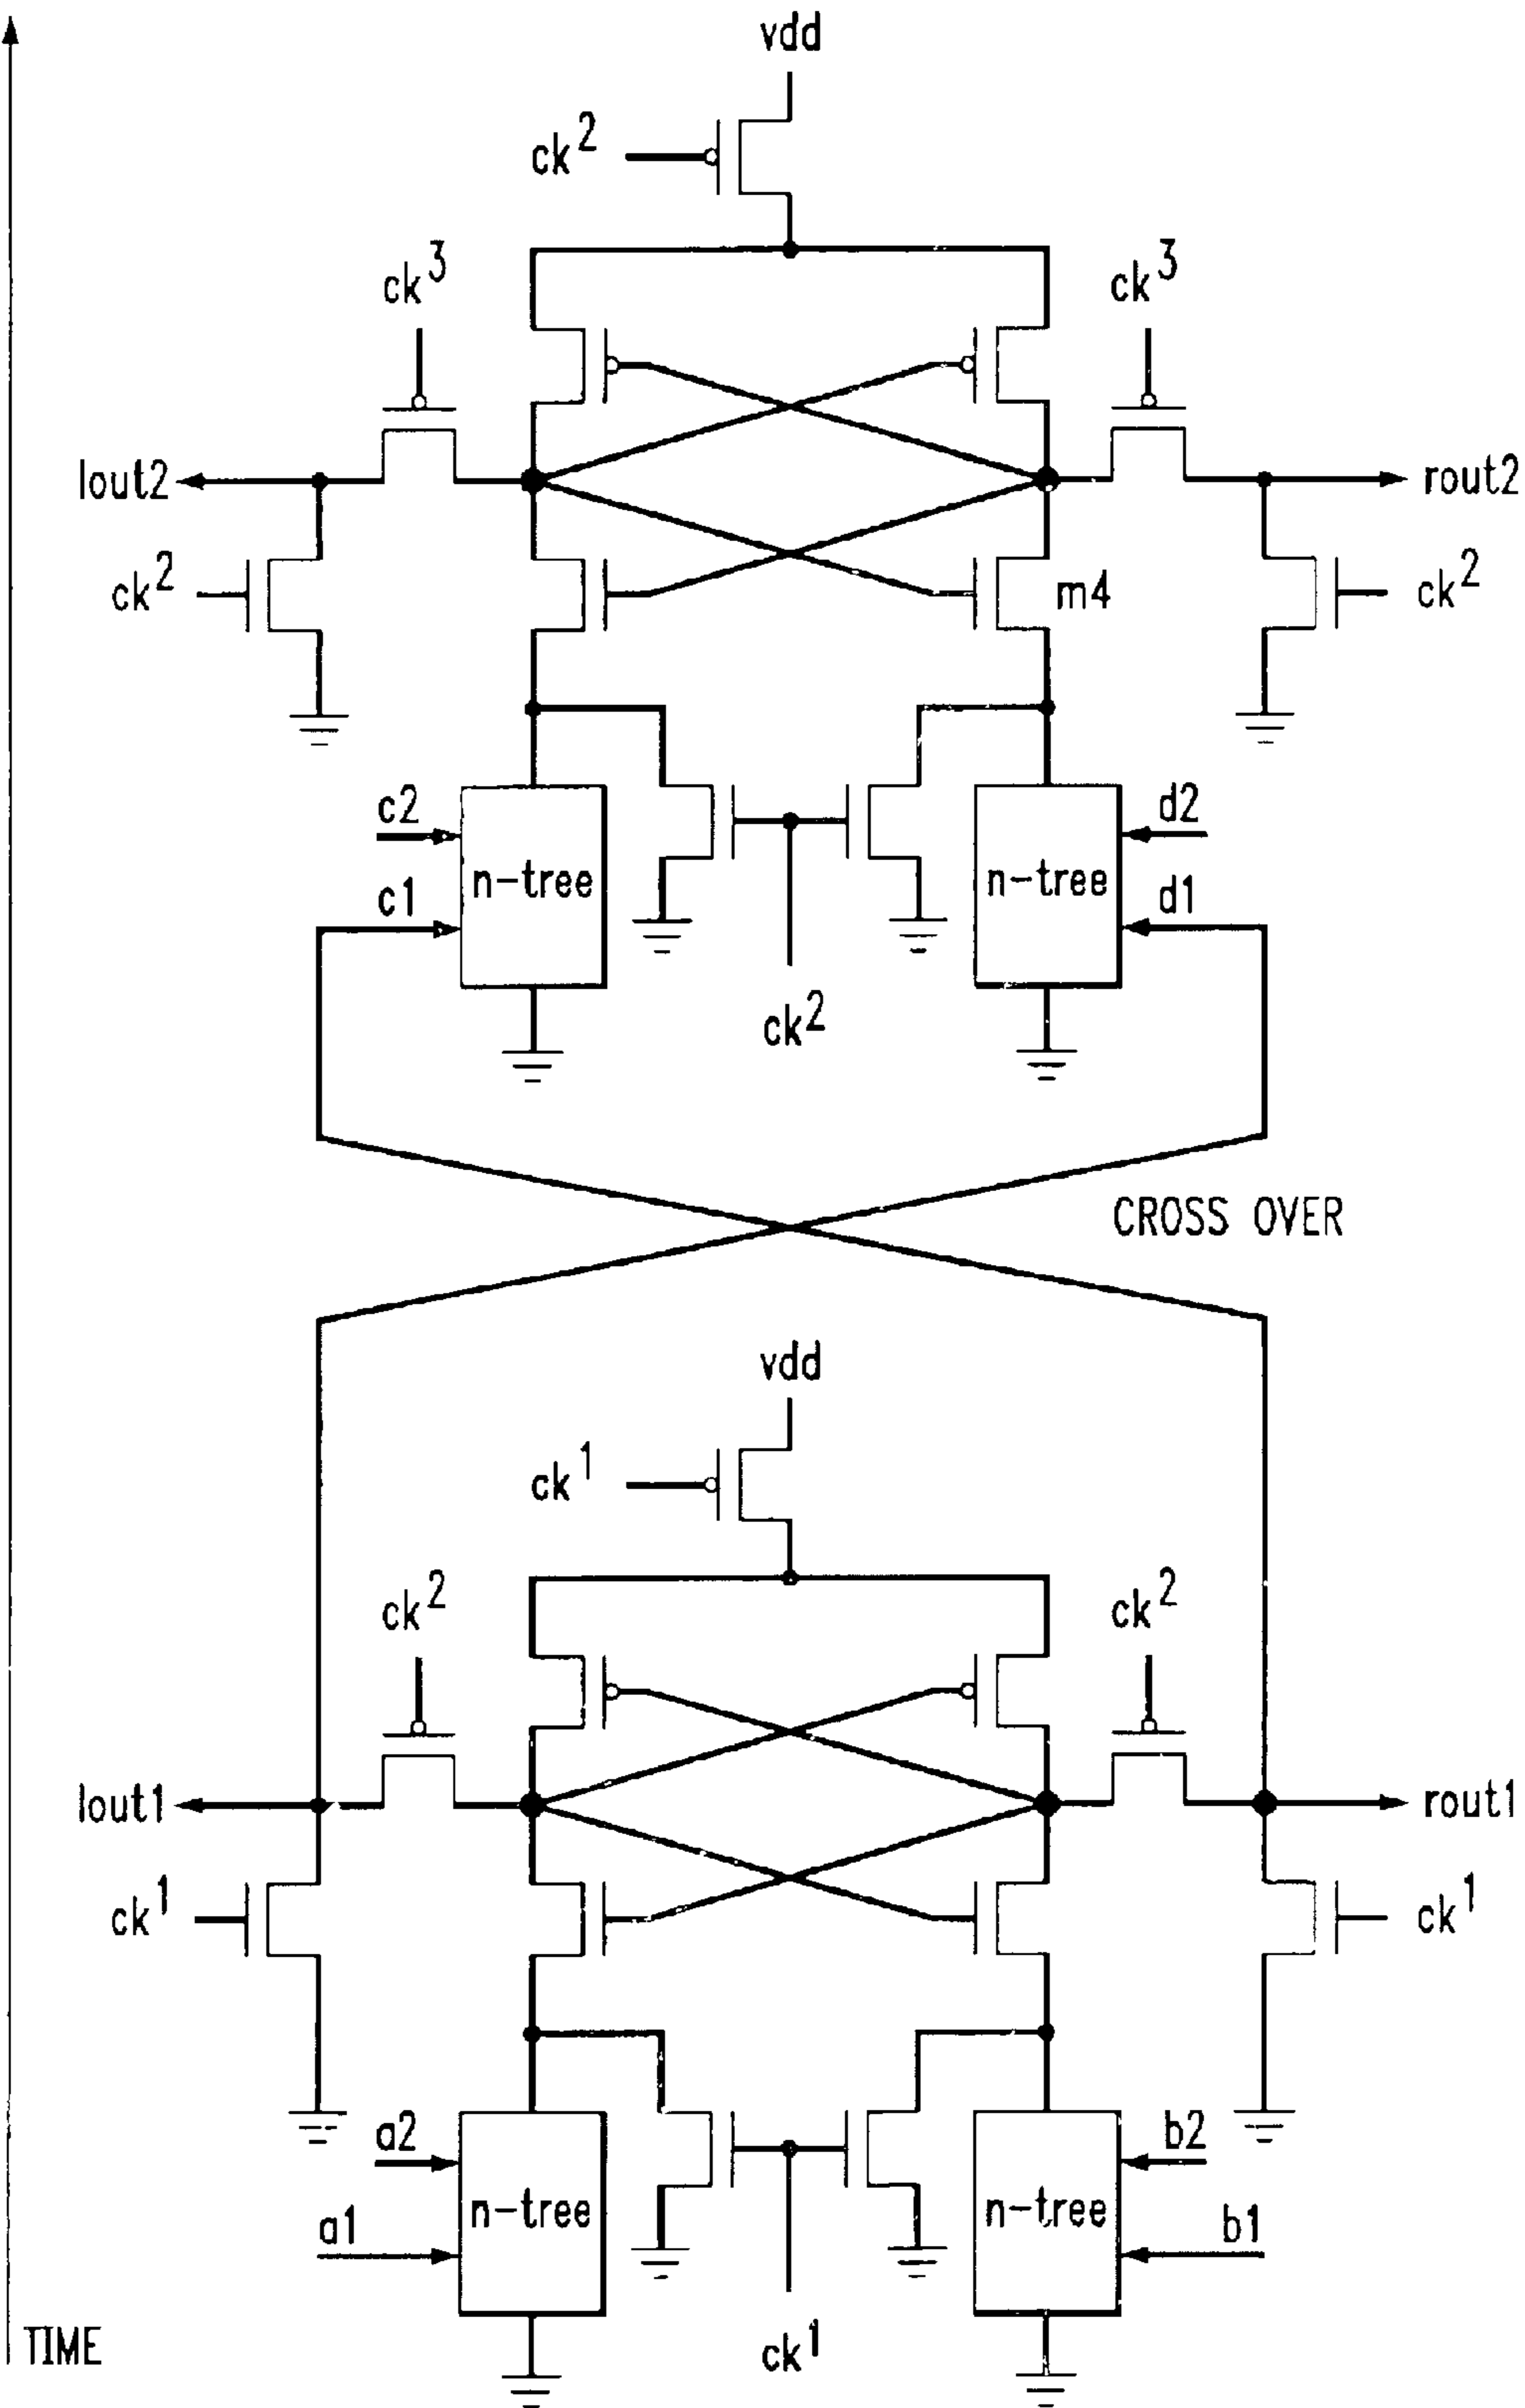 vdd
ck²
ck³ ck³
lout2 rout2
ck² m4 ck²
c2 d2
n-tree n-tree
c1 d1
ck²
CROSS OVER
vdd
ck¹
ck² ck²
lout1 rout1
ck¹ ck¹
a2 b2
n-tree n-tree
a1 b1
ck¹
TIME